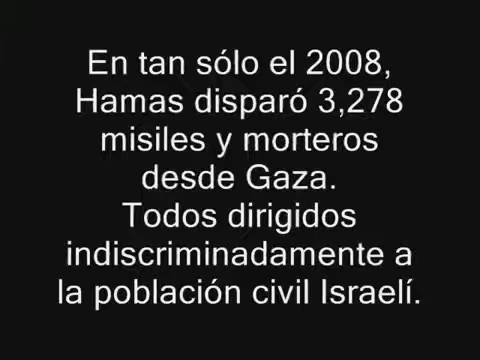 En tan sólo el 2008,
Hamas disparó 3,278
misiles y morteros
desde Gaza.
Todos dirigidos
indiscriminadamente a
la población civil Israelí.